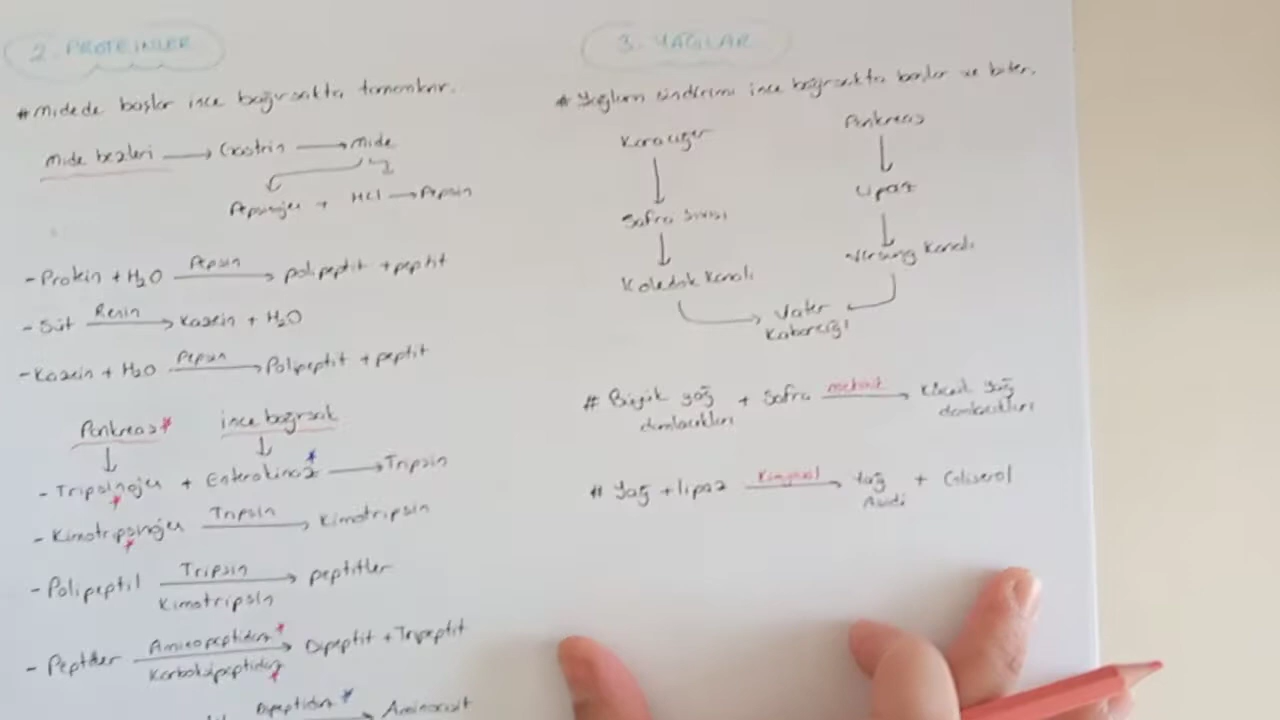 2. PROTEİNLER
# Midede başlar ince bağırsakta tamamlanır.
Mide bezleri → Gastrin → Mide
Pepsinojen + HCl → Pepsin
- Protein + H₂O Pepsin → polipeptit + peptit
- Süt Renin → Kazein + H₂O
- Kazein + H₂O Pepsin → Polipeptit + peptit
Pankreas* ince bağırsak
- Tripsinojen + Enterokinaz → Tripsin
- Kimotripsinojen Tripsin → Kimotripsin
- Polipeptit Tripsin → peptitler
Kimotripsin
- Peptitler Aminopeptidaz* → Dipeptit + Tripeptit
Karboksipeptidaz*
Dipeptidaz* → Aminoasit
3. YAĞLAR
# Yağların sindirimi ince bağırsakta başlar ve biter.
Karaciğer Pankreas
Safra sıvısı Lipaz
Koledok Kanalı Virsung Kanalı
Vater
Kabarcığı
# Büyük yağ + Safra mekanik → Küçük yağ
damlacıkları damlacıkları
# Yağ + lipaz Kimyasal → Yağ + Gliserol
Asidi